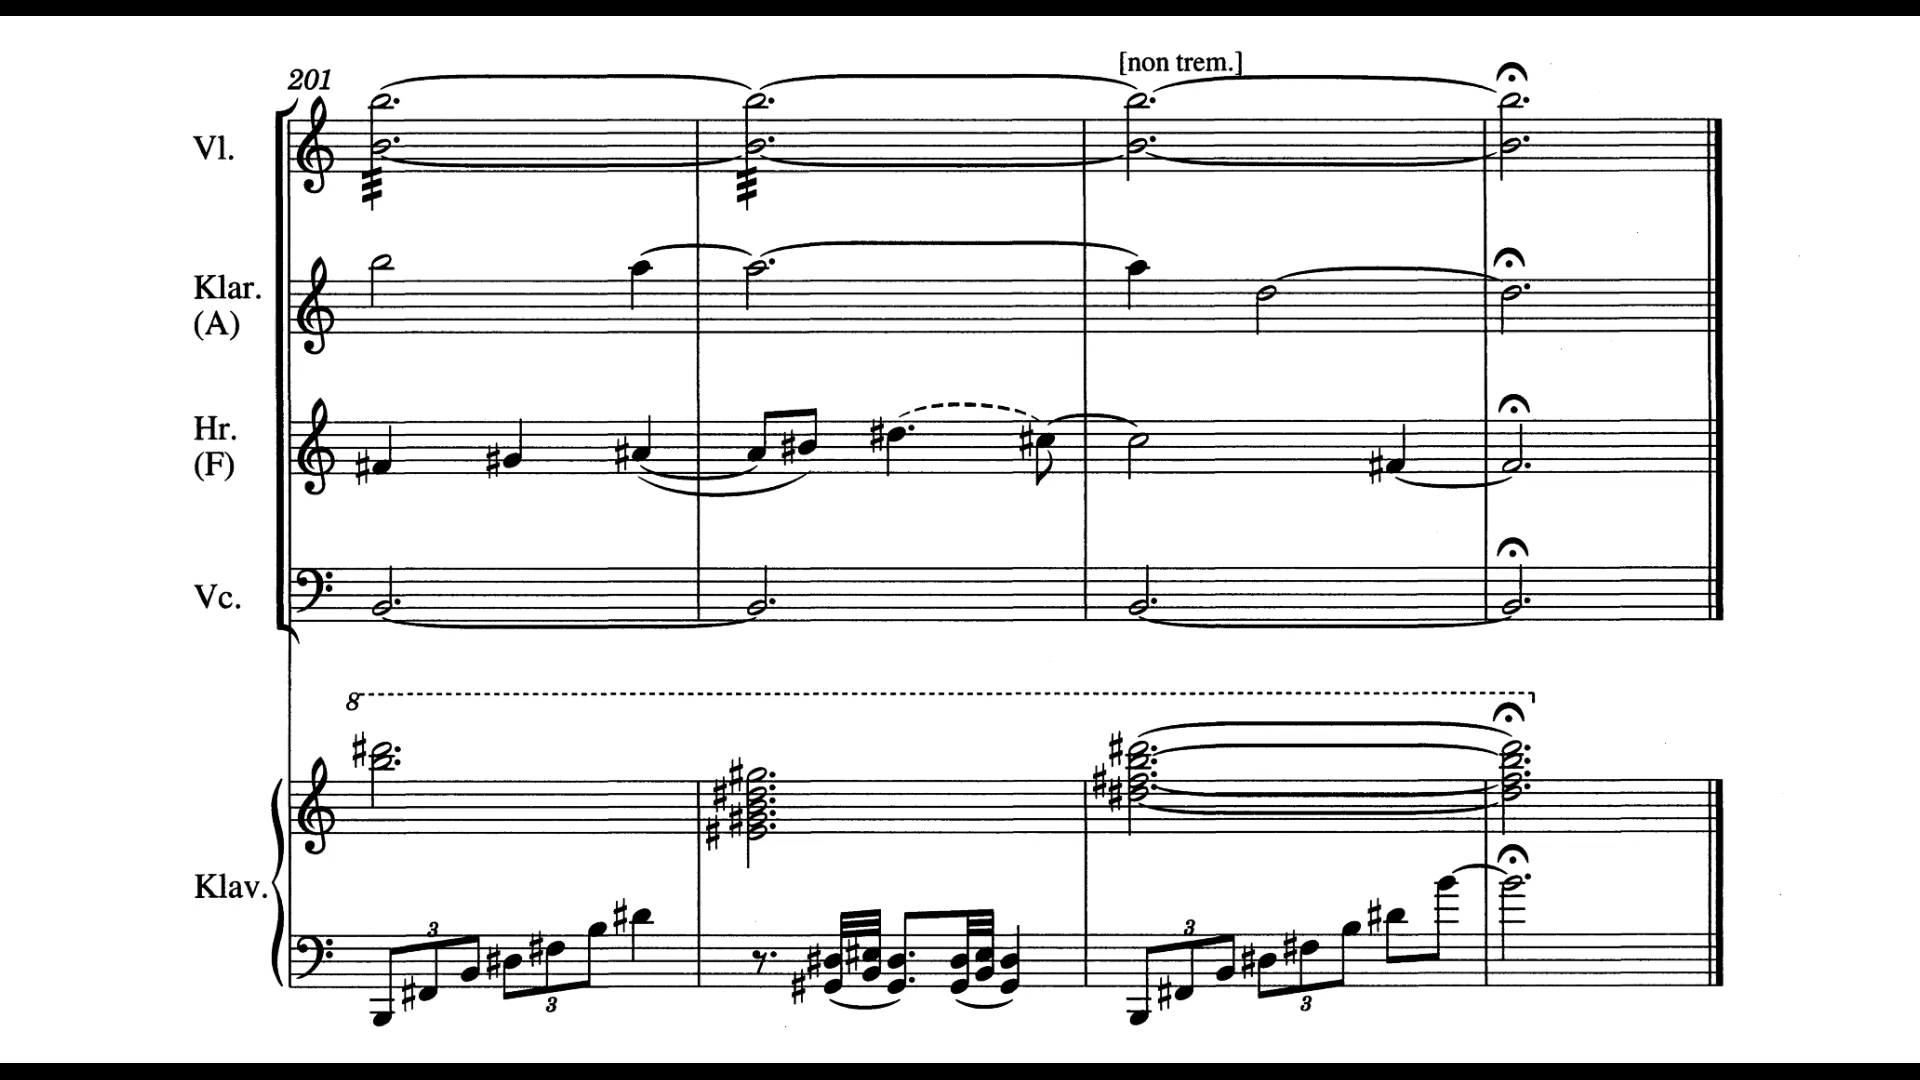 201
[non trem.]
Vl.
Klar.
(A)
Hr.
(F)
Vc.
8
3
3
3
3
Klav.